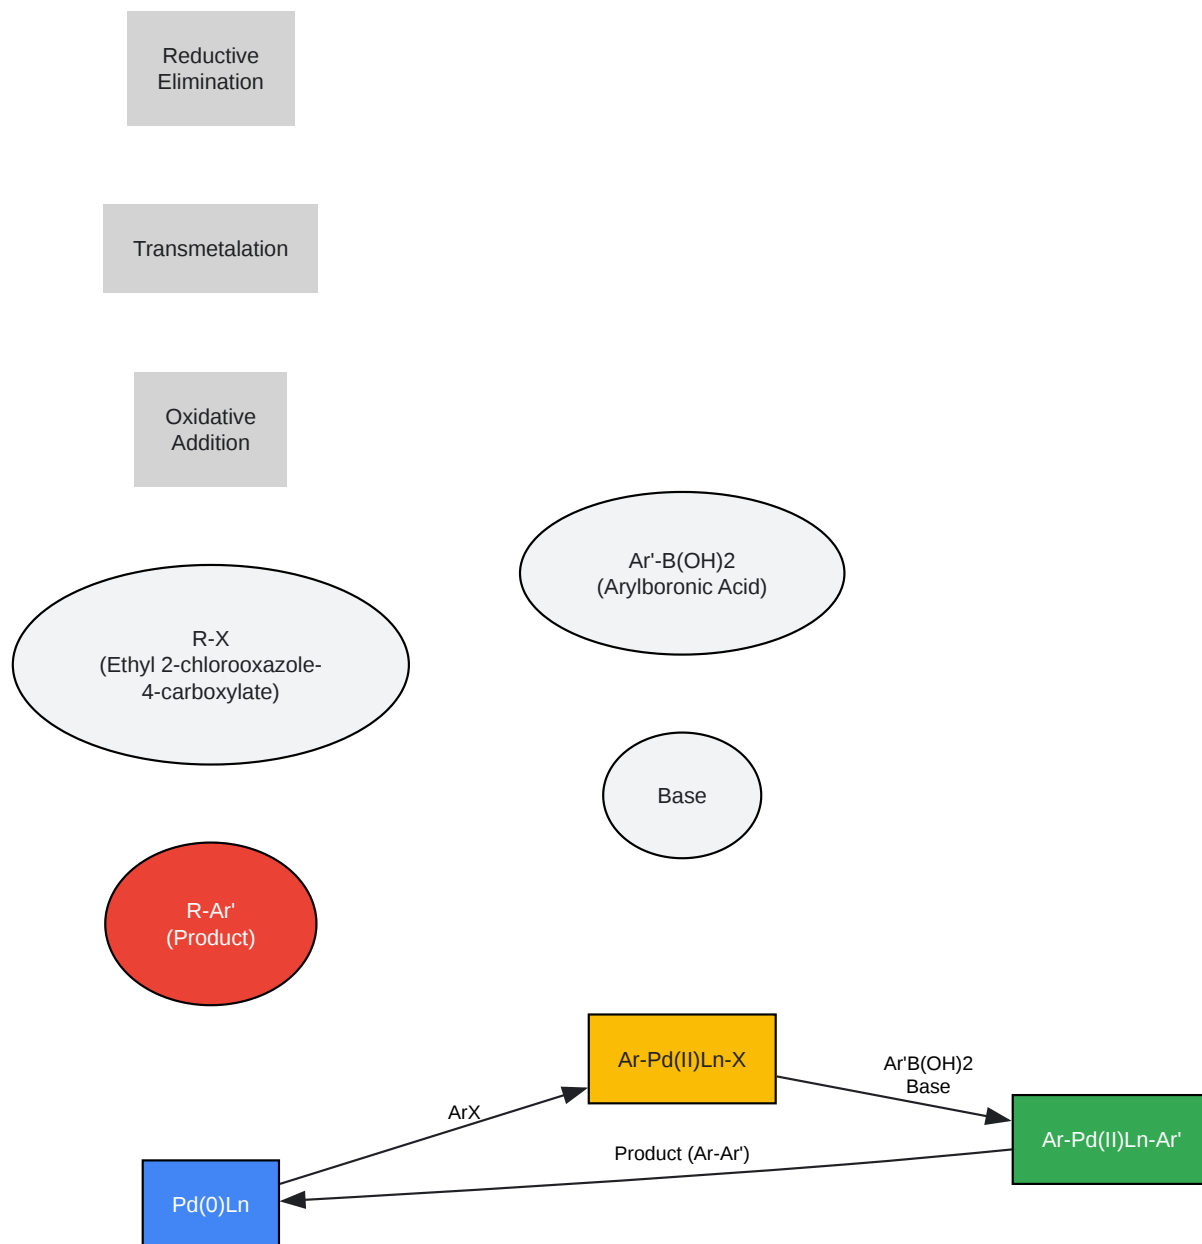 Reductive
Elimination
Transmetalation
Oxidative
Addition
Ar'-B(OH)2
(Arylboronic Acid)
R-X
(Ethyl 2-chlorooxazole-
4-carboxylate)
Base
R-Ar'
(Product)
Ar-Pd(II)Ln-X
Ar'B(OH)2
Base
ArX
Ar-Pd(II)Ln-Ar'
Product (Ar-Ar')
Pd(0)Ln